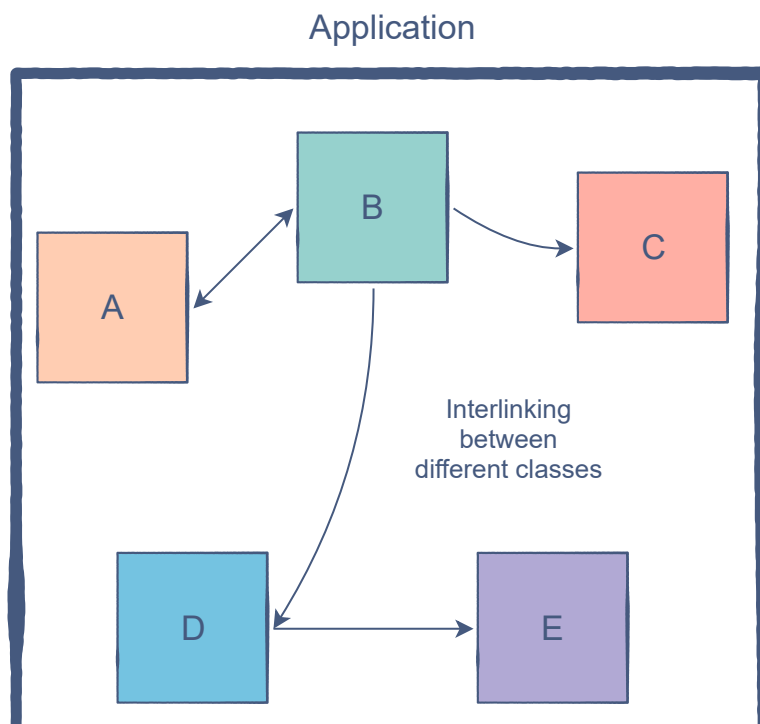 Application
B
C
A
Interlinking
between
different classes
D
E